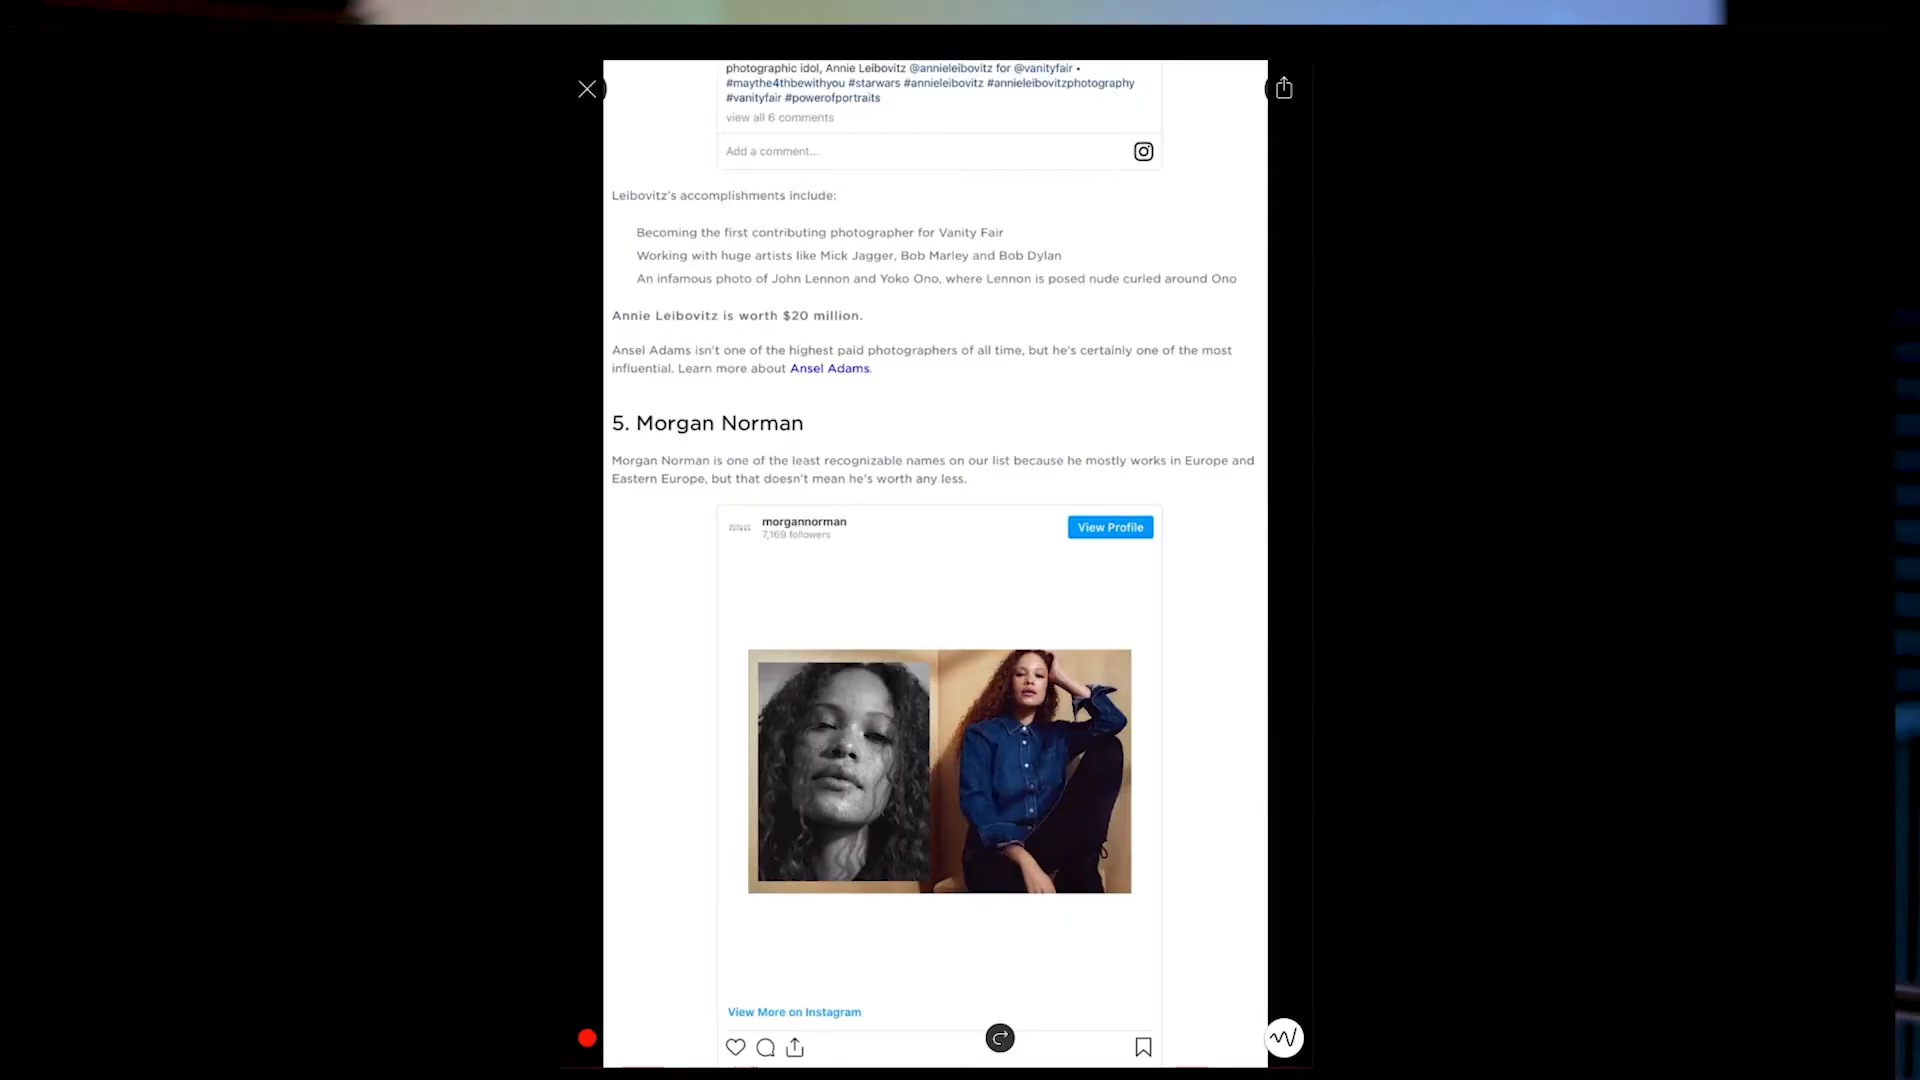 photographic idol, Annie Leibovitz @annieleibovitz for @vanityfair •
#maythe4thbewithyou #starwars #annieleibovitz #annieleibovitzphotography
#vanityfair #powerofportraits
view all 6 comments
Add a comment...
Leibovitz's accomplishments include:
Becoming the first contributing photographer for Vanity Fair
Working with huge artists like Mick Jagger, Bob Marley and Bob Dylan
An infamous photo of John Lennon and Yoko Ono, where Lennon is posed nude curled around Ono
Annie Leibovitz is worth $20 million.
Ansel Adams isn't one of the highest paid photographers of all time, but he's certainly one of the most
influential. Learn more about Ansel Adams.
5. Morgan Norman
Morgan Norman is one of the least recognizable names on our list because he mostly works in Europe and
Eastern Europe, but that doesn't mean he's worth any less.
morgannorman
7,169 followers
View Profile
View More on Instagram